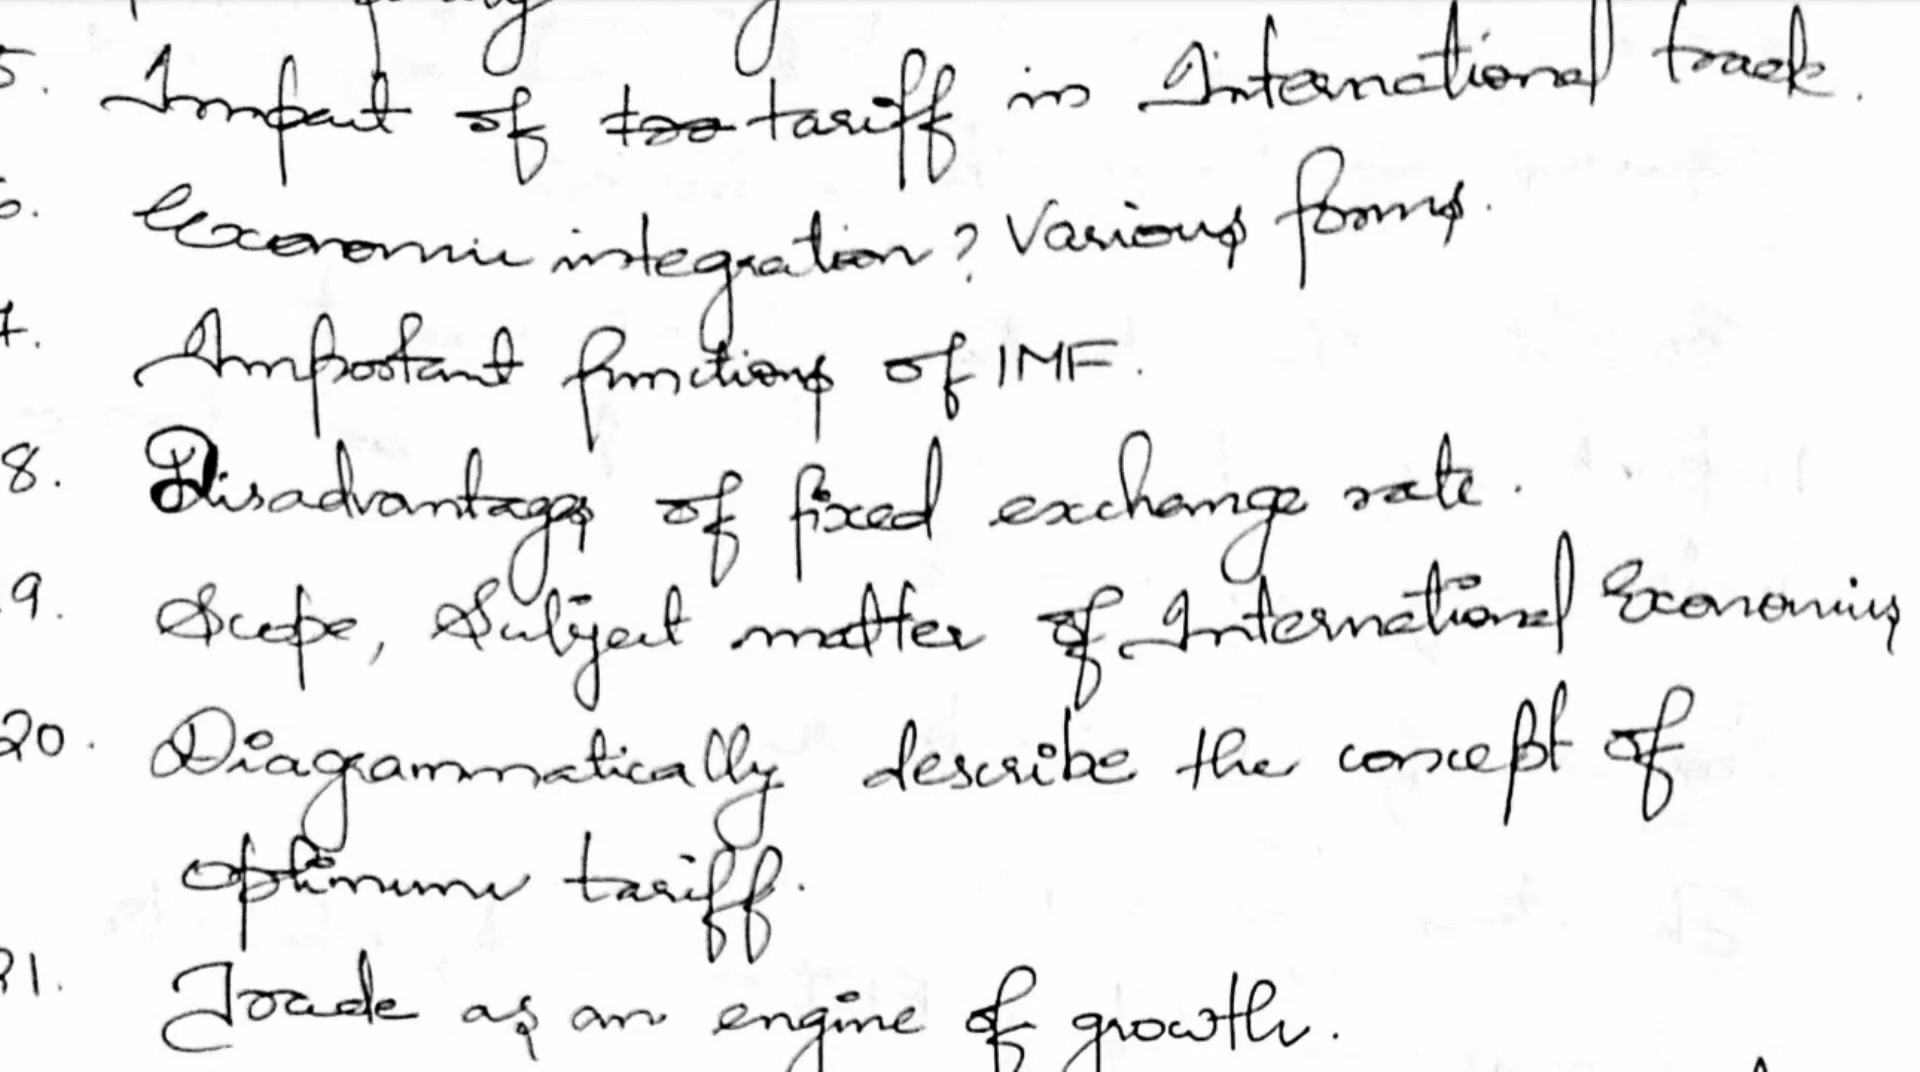 5. Impact of tariff in International trade.
6. Economic integration? Various forms.
7. Important functions of IMF.
8. Disadvantages of fixed exchange rate.
9. Scope, Subject matter of International Economics
20. Diagrammatically describe the concept of
optimum tariff.
21. Trade as an engine of growth.